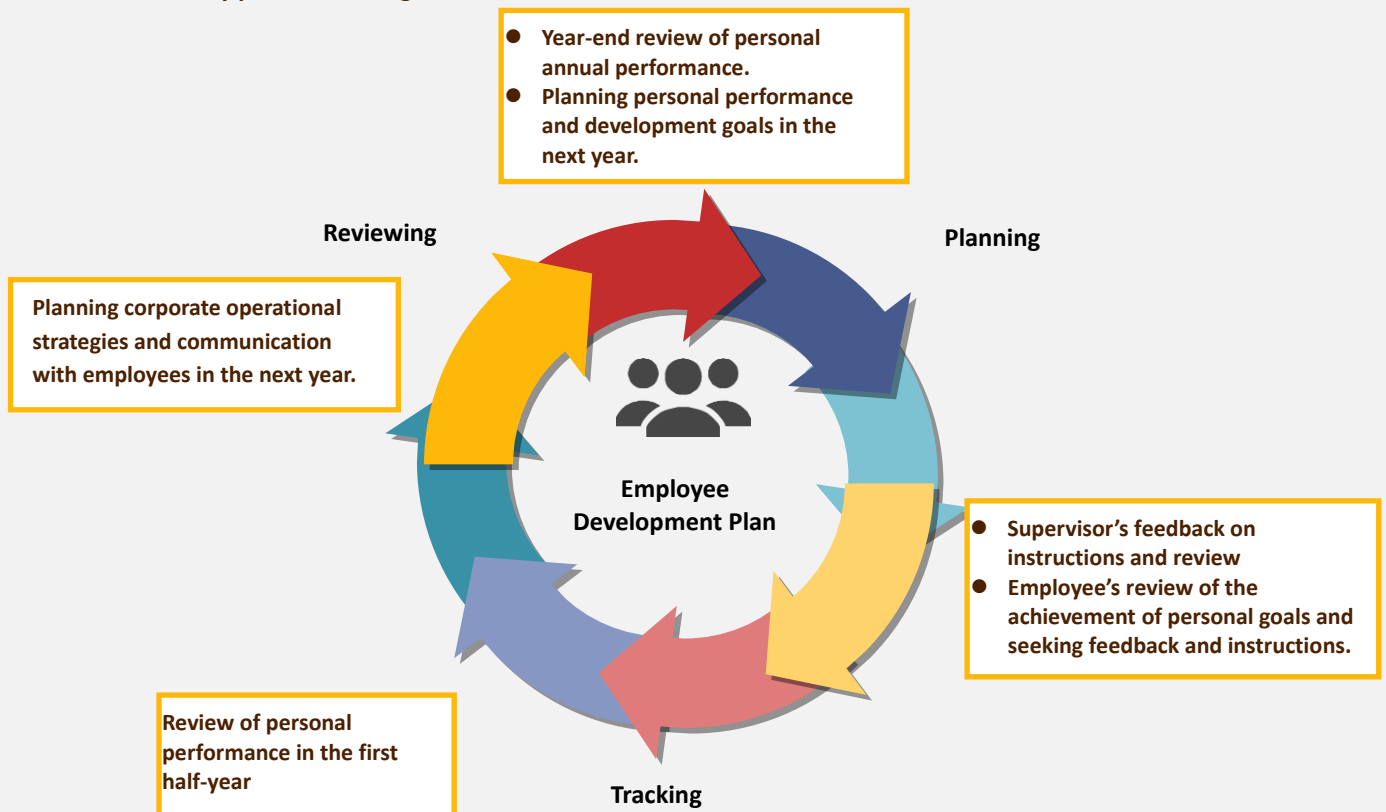 ● Year-end review of personal
annual performance.
● Planning personal performance
and development goals in the
next year.
Reviewing
Planning
Planning corporate operational
strategies and communication
with employees in the next year.
Employee
Development Plan
● Supervisor’s feedback on
instructions and review
● Employee’s review of the
achievement of personal goals and
seeking feedback and instructions.
Review of personal
performance in the first
half-year
Tracking